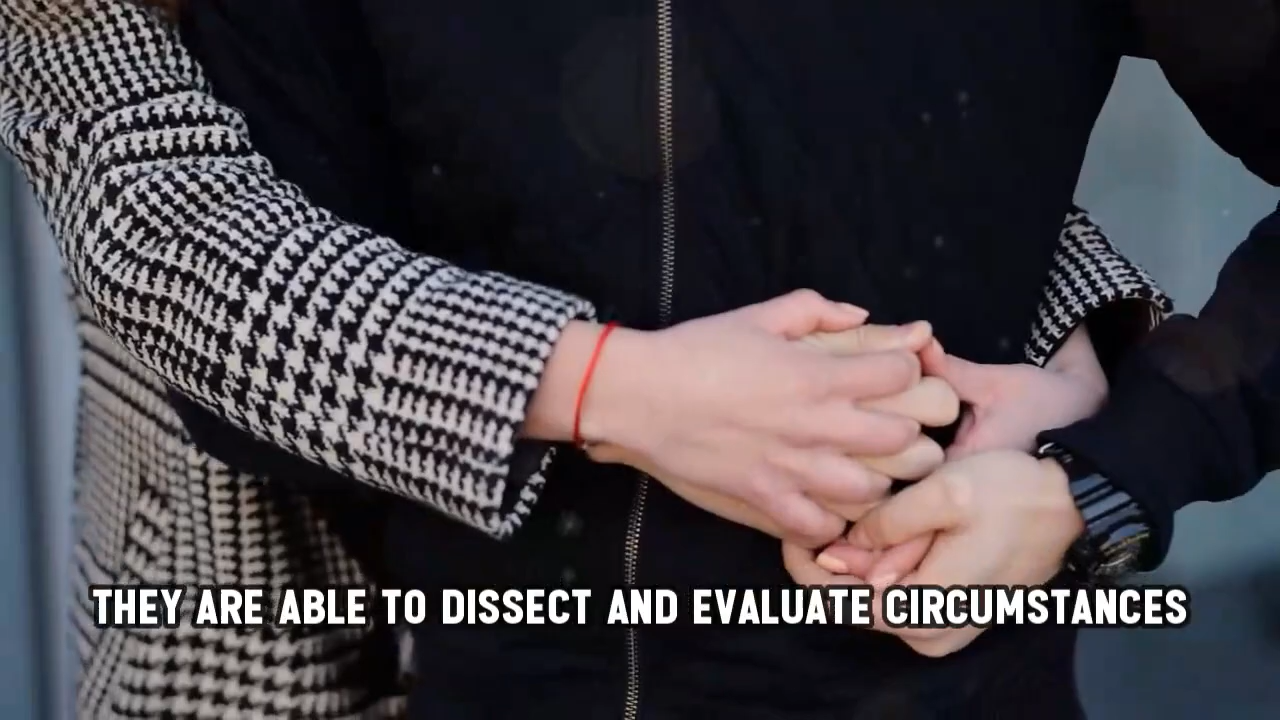 THEY ARE ABLE TO DISSECT AND EVALUATE CIRCUMSTANCES